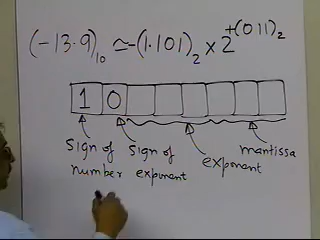 (-13.9)₁₀ ≃ -(1.101)₂ × 2^+(011)₂
1 0
sign of number
sign of exponent
exponent
mantissa